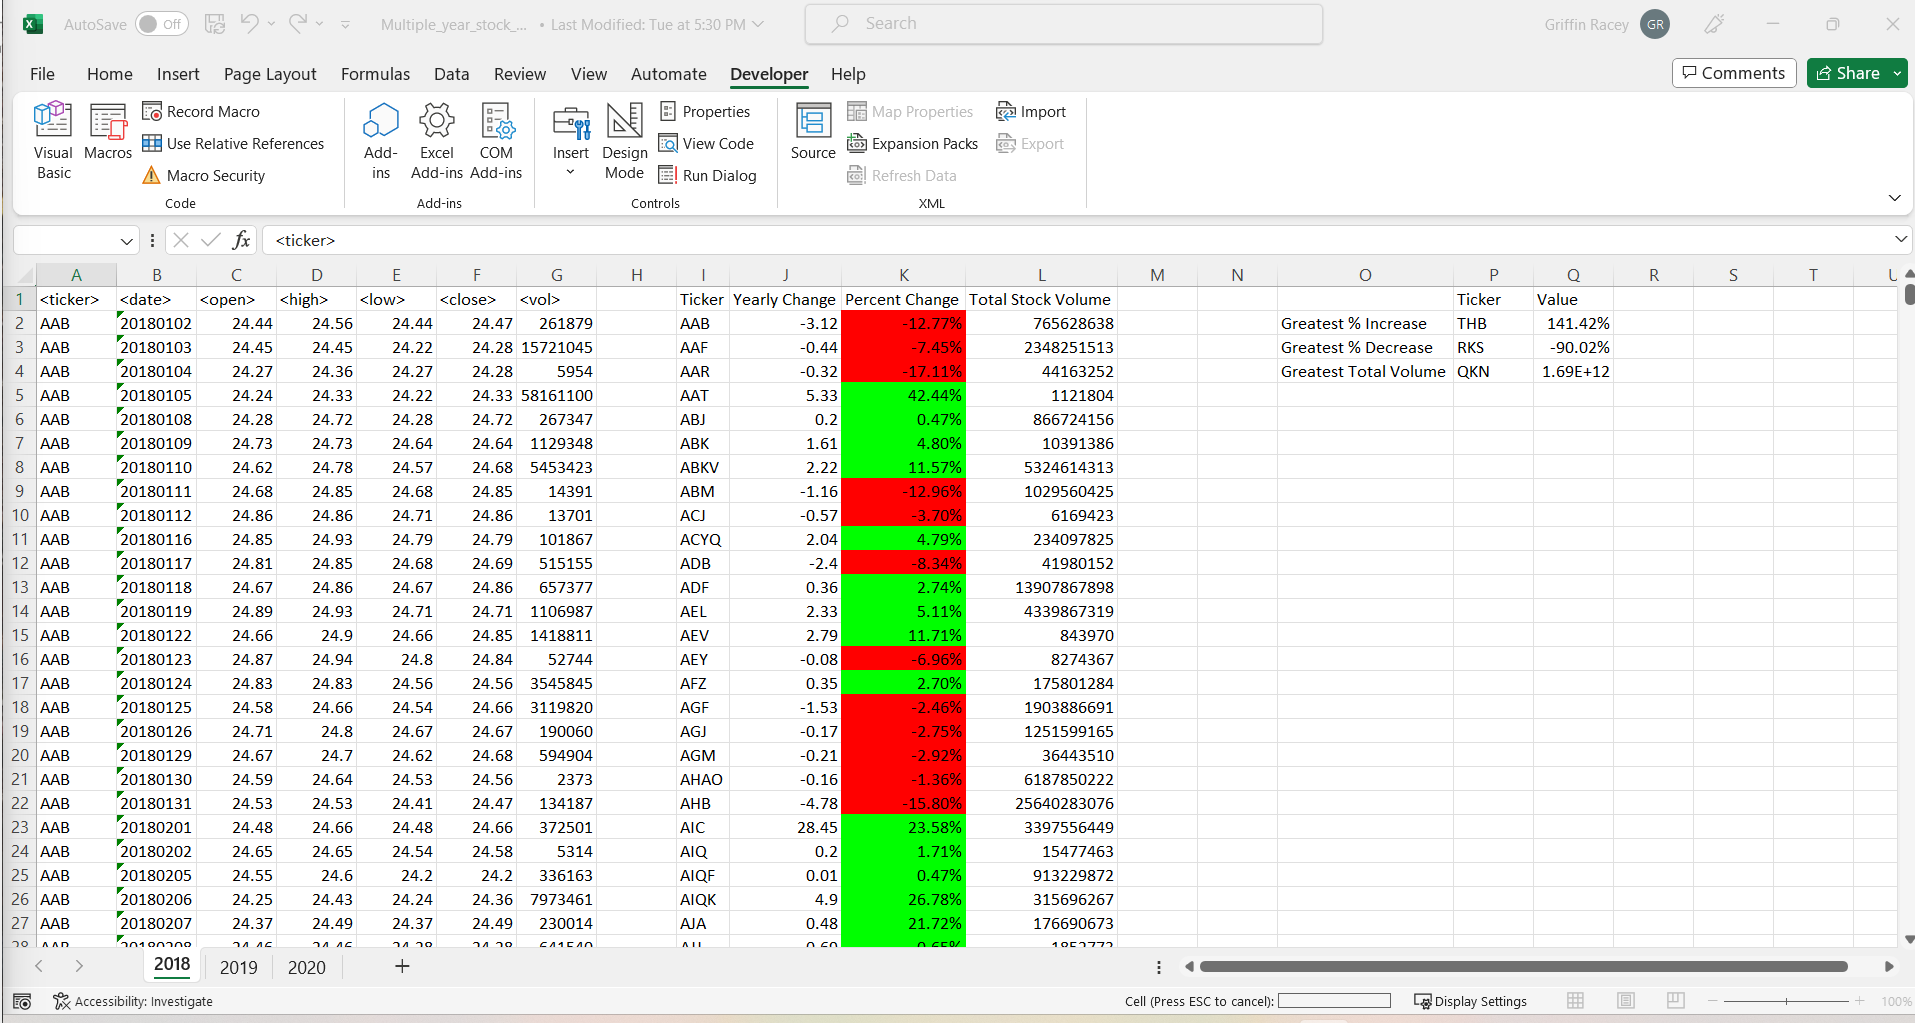 AutoSave Off Multiple_year_stock_... • Last Modified: Tue at 5:30 PM Search Griffin Racey GR
File Home Insert Page Layout Formulas Data Review View Automate Developer Help Comments Share
Visual Basic Macros Record Macro Use Relative References Macro Security
Code
Add-ins Excel Add-ins COM Add-ins
Add-ins
Insert Design Mode Properties View Code Run Dialog
Controls
Source Map Properties Expansion Packs Refresh Data Import Export
XML
fx <ticker>
A B C D E F G H I J K L M N O P Q R S T U
1 <ticker> <date> <open> <high> <low> <close> <vol> Ticker Yearly Change Percent Change Total Stock Volume Ticker Value
2 AAB 20180102 24.44 24.56 24.44 24.47 261879 AAB -3.12 -12.77% 765628638 Greatest % Increase THB 141.42%
3 AAB 20180103 24.45 24.45 24.22 24.28 15721045 AAF -0.44 -7.45% 2348251513 Greatest % Decrease RKS -90.02%
4 AAB 20180104 24.27 24.36 24.27 24.28 5954 AAR -0.32 -17.11% 44163252 Greatest Total Volume QKN 1.69E+12
5 AAB 20180105 24.24 24.33 24.22 24.33 58161100 AAT 5.33 42.44% 1121804
6 AAB 20180108 24.28 24.72 24.28 24.72 267347 ABJ 0.2 0.47% 866724156
7 AAB 20180109 24.73 24.73 24.64 24.64 1129348 ABK 1.61 4.80% 10391386
8 AAB 20180110 24.62 24.78 24.57 24.68 5453423 ABKV 2.22 11.57% 5324614313
9 AAB 20180111 24.68 24.85 24.68 24.85 14391 ABM -1.16 -12.96% 1029560425
10 AAB 20180112 24.86 24.86 24.71 24.86 13701 ACJ -0.57 -3.70% 6169423
11 AAB 20180116 24.85 24.93 24.79 24.79 101867 ACYQ 2.04 4.79% 234097825
12 AAB 20180117 24.81 24.85 24.68 24.69 515155 ADB -2.4 -8.34% 41980152
13 AAB 20180118 24.67 24.86 24.67 24.86 657377 ADF 0.36 2.74% 13907867898
14 AAB 20180119 24.89 24.93 24.71 24.71 1106987 AEL 2.33 5.11% 4339867319
15 AAB 20180122 24.66 24.9 24.66 24.85 1418811 AEV 2.79 11.71% 843970
16 AAB 20180123 24.87 24.94 24.8 24.84 52744 AEY -0.08 -6.96% 8274367
17 AAB 20180124 24.83 24.83 24.56 24.56 3545845 AFZ 0.35 2.70% 175801284
18 AAB 20180125 24.58 24.66 24.54 24.66 3119820 AGF -1.53 -2.46% 1903886691
19 AAB 20180126 24.71 24.8 24.67 24.67 190060 AGJ -0.17 -2.75% 1251599165
20 AAB 20180129 24.67 24.7 24.62 24.68 594904 AGM -0.21 -2.92% 36443510
21 AAB 20180130 24.59 24.64 24.53 24.56 2373 AHAO -0.16 -1.36% 6187850222
22 AAB 20180131 24.53 24.53 24.41 24.47 134187 AHB -4.78 -15.80% 25640283076
23 AAB 20180201 24.48 24.66 24.48 24.66 372501 AIC 28.45 23.58% 3397556449
24 AAB 20180202 24.65 24.65 24.54 24.58 5314 AIQ 0.2 1.71% 15477463
25 AAB 20180205 24.55 24.6 24.2 24.2 336163 AIQF 0.01 0.47% 913229872
26 AAB 20180206 24.25 24.43 24.24 24.36 7973461 AIQK 4.9 26.78% 315696267
27 AAB 20180207 24.37 24.49 24.37 24.49 230014 AJA 0.48 21.72% 176690673
2018 2019 2020
Accessibility: Investigate Cell (Press ESC to cancel): Display Settings 100%